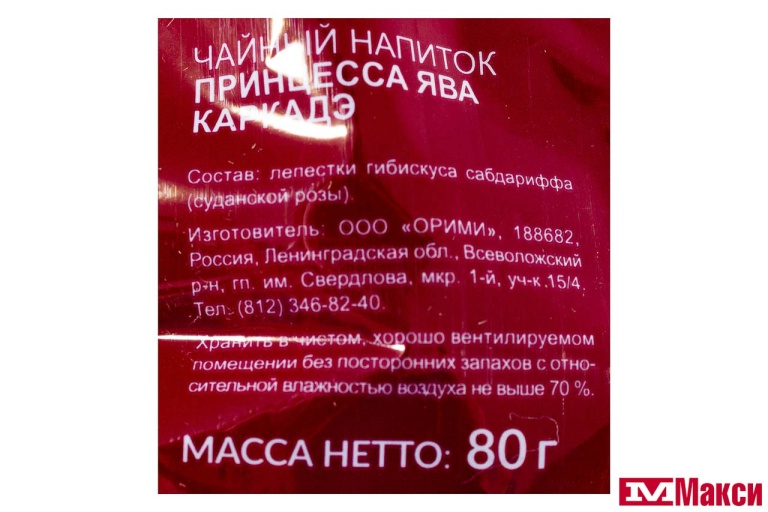 ЧАЙНЫЙ НАПИТОК
ПРИНЦЕССА ЯВА
КАРКАДЭ
Состав: лепестки гибискуса сабдариффа
(суданской розы).
Изготовитель: ООО «ОРИМИ», 188682,
Россия, Ленинградская обл., Всеволожский
р-н, гп. им. Свердлова, мкр. 1-й, уч-к.15/4.
Тел. (812) 346-82-40.
Хранить в чистом, хорошо вентилируемом
помещении без посторонних запахов с отно-
сительной влажностью воздуха не выше 70 %.
МАССА НЕТТО: 80 г
Макси